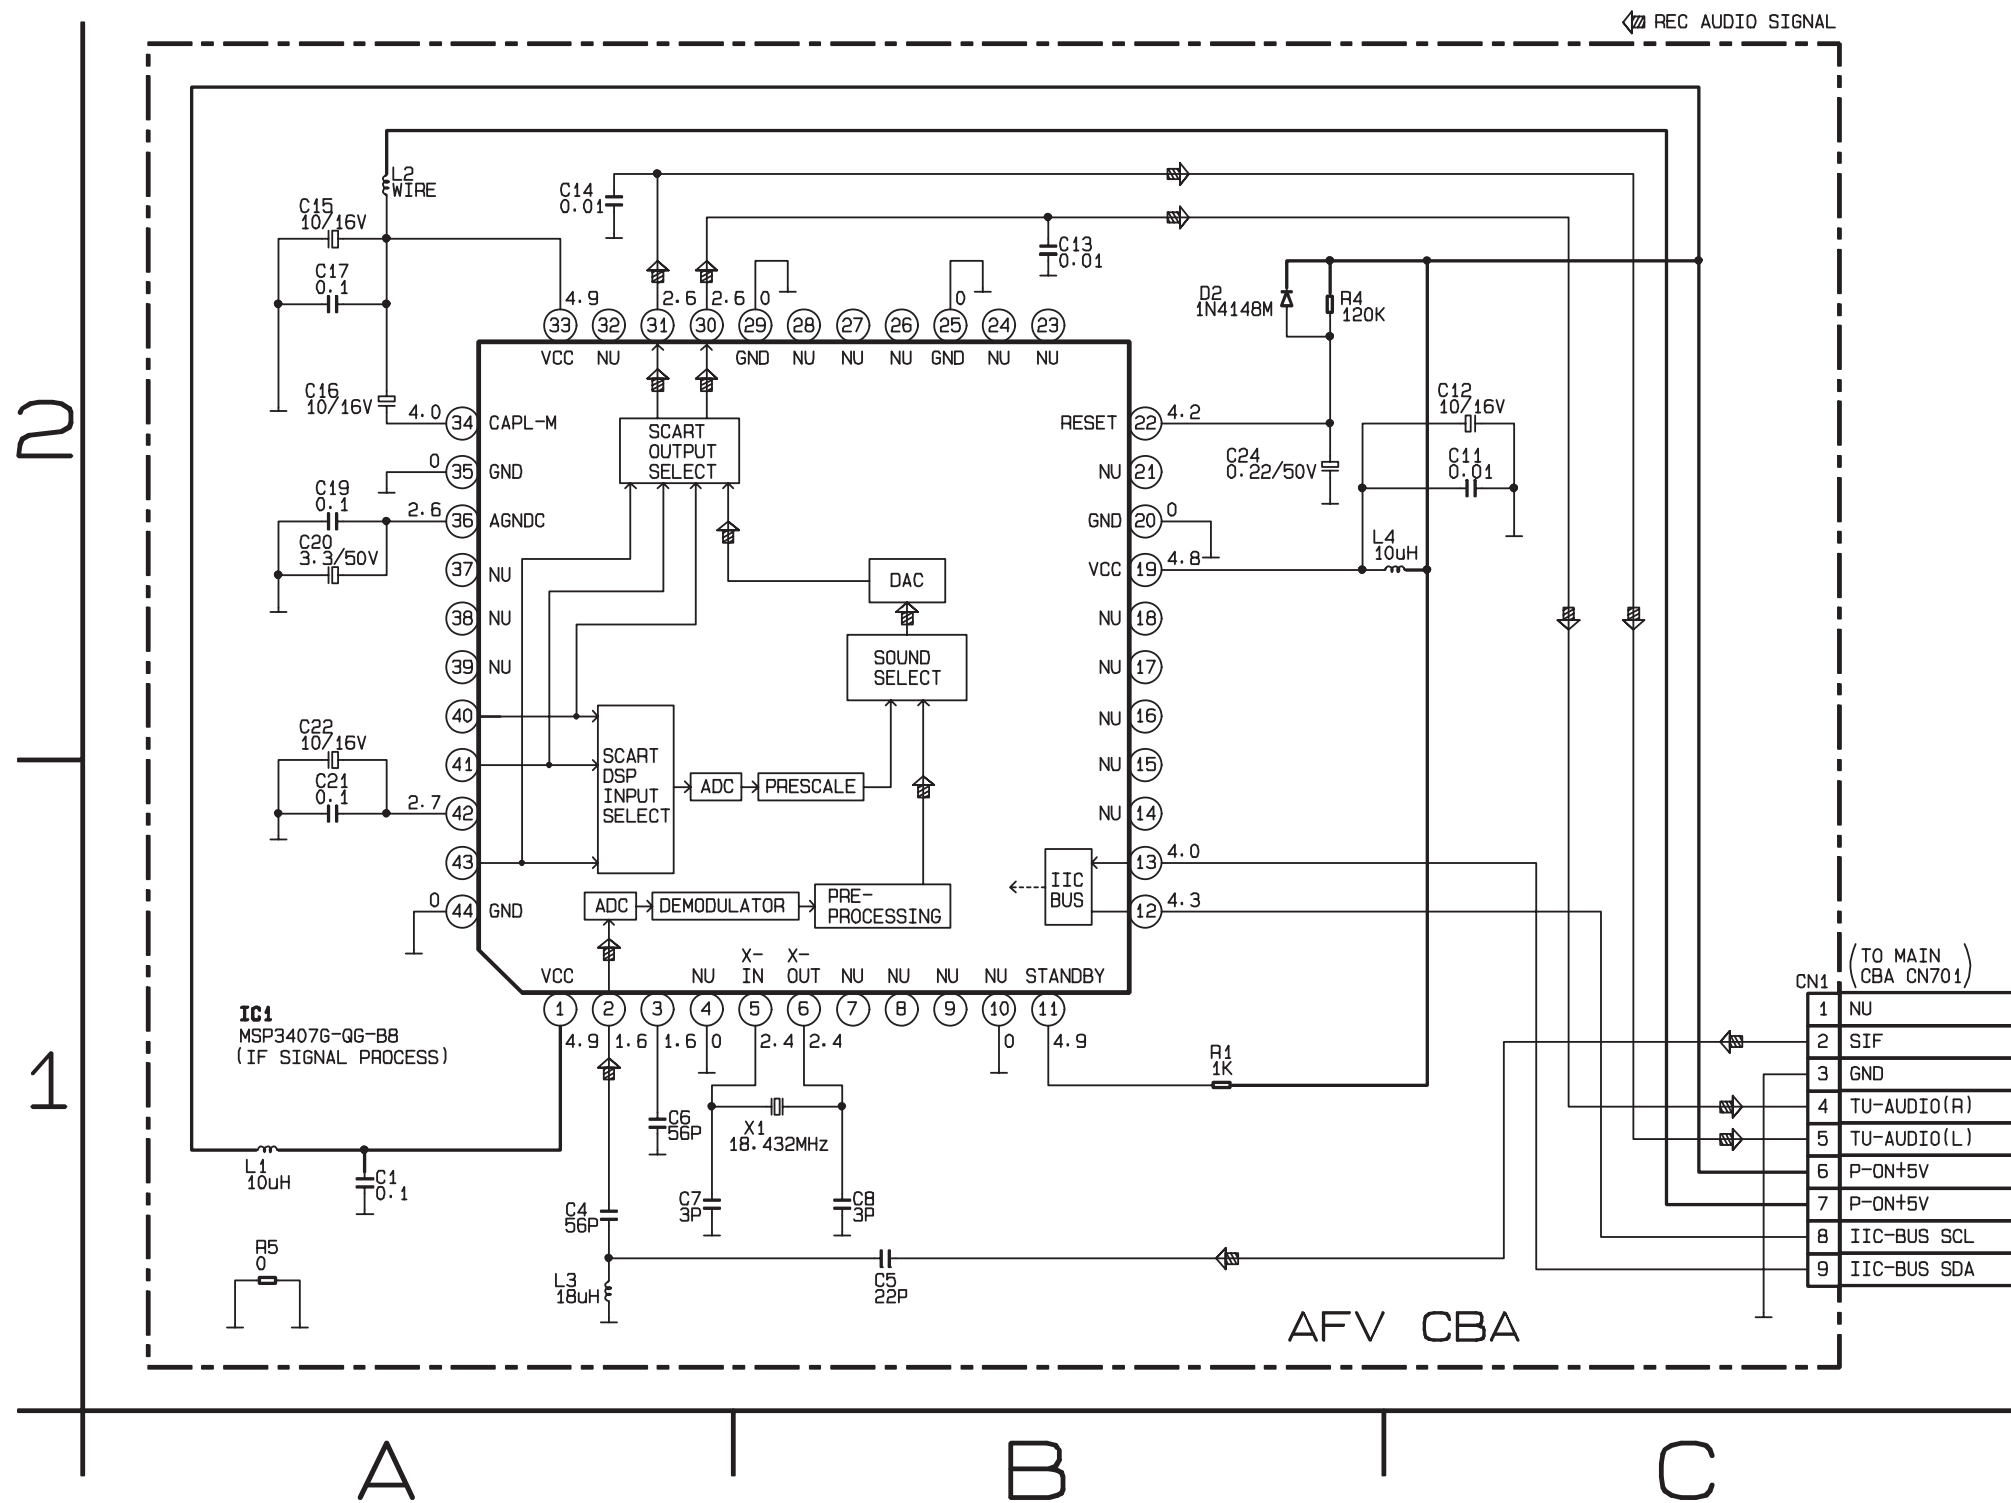 REC AUDIO SIGNAL
L2
WIRE
C15
10/16V
C17
0.1
C14
0.01
C13
0.01
4.9
2.6
2.6
0
0
33
32
31
30
29
28
27
26
25
24
23
VCC
NU
GND
NU
NU
NU
GND
NU
NU
D2
1N4148M
R4
120K
C16
10/16V
4.0
34
CAPL-M
SCART
OUTPUT
SELECT
RESET
22
4.2
C12
10/16V
2
0
35
GND
NU
21
C24
0.22/50V
C11
0.01
C19
0.1
2.6
36
AGNDC
GND
20
0
C20
3.3/50V
L4
10uH
37
NU
DAC
VCC
19
4.8
38
NU
NU
18
39
NU
SOUND
SELECT
NU
17
40
NU
16
C22
10/16V
41
SCART
DSP
INPUT
SELECT
ADC
PRESCALE
NU
15
C21
0.1
2.7
42
NU
14
43
13
4.0
IIC
BUS
0
44
GND
ADC
DEMODULATOR
PRE-
PROCESSING
12
4.3
VCC
NU
X-
IN
X-
OUT
NU
NU
NU
NU
STANDBY
(TO MAIN
CBA CN701)
CN1
1
2
3
4
5
6
7
8
9
10
11
IC1
MSP3407G-QG-B8
(IF SIGNAL PROCESS)
4.9
1.6
1.6
0
2.4
2.4
0
4.9
1
R1
1K
1 NU
2 SIF
3 GND
4 TU-AUDIO(R)
5 TU-AUDIO(L)
6 P-ON+5V
7 P-ON+5V
8 IIC-BUS SCL
9 IIC-BUS SDA
C6
56P
X1
18.432MHz
L1
10uH
C1
0.1
C4
56P
C7
3P
C8
3P
R5
0
L3
18uH
C5
22P
AFV CBA
A
B
C